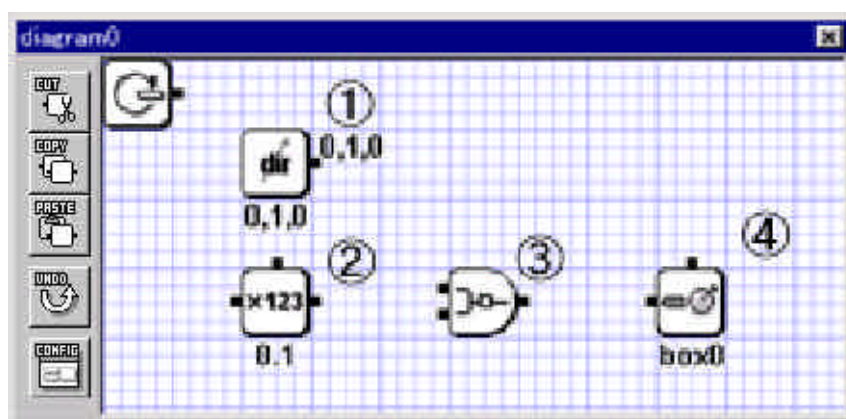 diagram0
CUT
①
COPY
dir
0,1,0
0,1,0
PASTE
②
③
④
UNDO
×123
0.1
box0
CONFIG